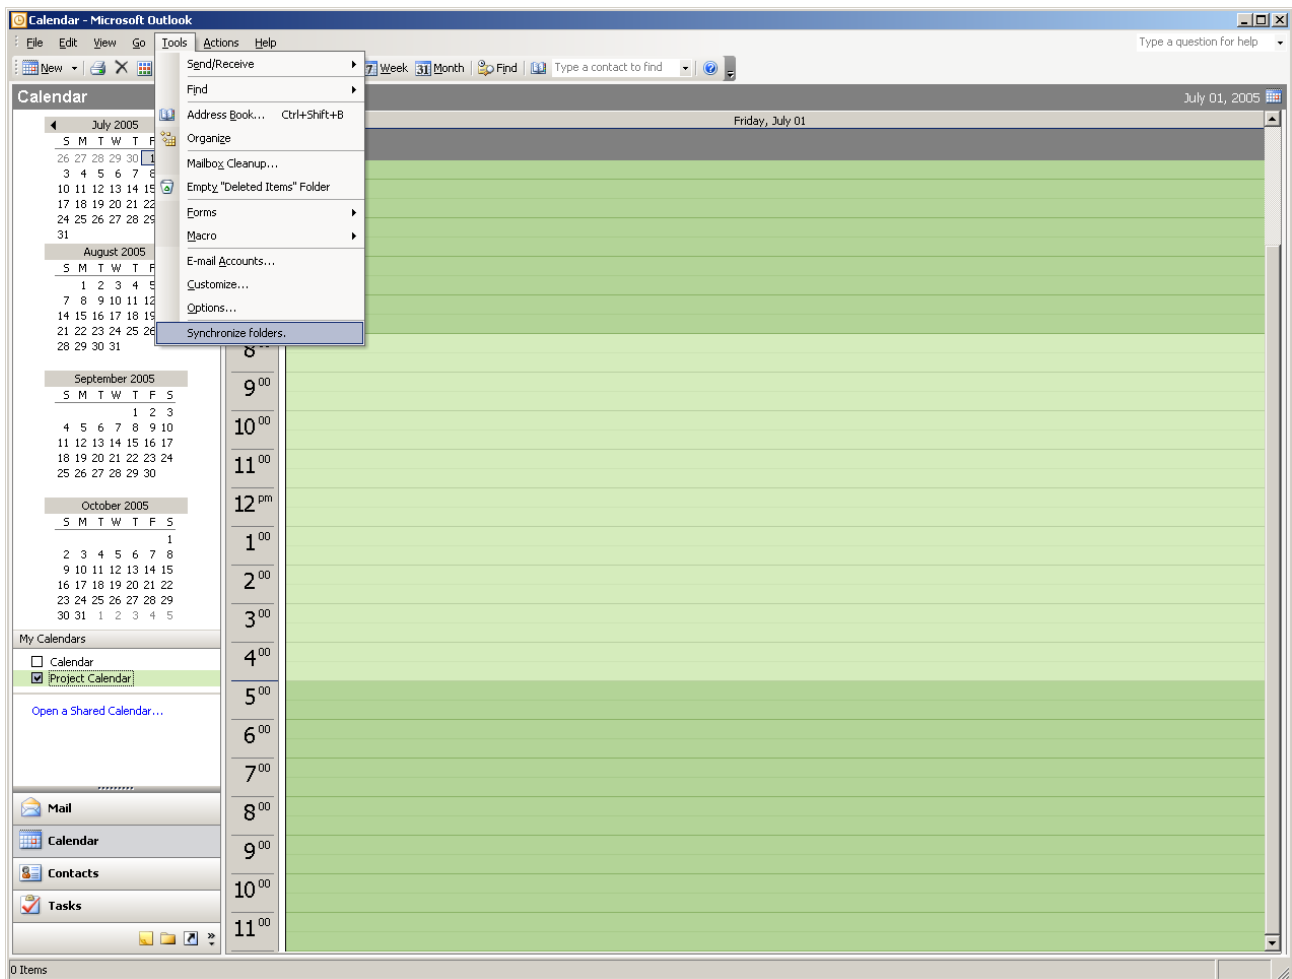 Calendar - Microsoft Outlook
File Edit View Go Tools Actions Help
Type a question for help
New
7 Week 31 Month Find Type a contact to find
Send/Receive
Find
Address Book... Ctrl+Shift+B
Organize
Mailbox Cleanup...
Empty "Deleted Items" Folder
Forms
Macro
E-mail Accounts...
Customize...
Options...
Synchronize folders.
Calendar
July 01, 2005
Friday, July 01
July 2005
S M T W T F
26 27 28 29 30 1
3 4 5 6 7 8
10 11 12 13 14 15
17 18 19 20 21 22
24 25 26 27 28 29
31
August 2005
S M T W T F
1 2 3 4 5
7 8 9 10 11 12
14 15 16 17 18 19
21 22 23 24 25 26
28 29 30 31
September 2005
S M T W T F S
1 2 3
4 5 6 7 8 9 10
11 12 13 14 15 16 17
18 19 20 21 22 23 24
25 26 27 28 29 30
October 2005
S M T W T F S
1
2 3 4 5 6 7 8
9 10 11 12 13 14 15
16 17 18 19 20 21 22
23 24 25 26 27 28 29
30 31 1 2 3 4 5
My Calendars
Calendar
Project Calendar
Open a Shared Calendar...
Mail
Calendar
Contacts
Tasks
8 00
9 00
10 00
11 00
12 pm
1 00
2 00
3 00
4 00
5 00
6 00
7 00
8 00
9 00
10 00
11 00
0 Items